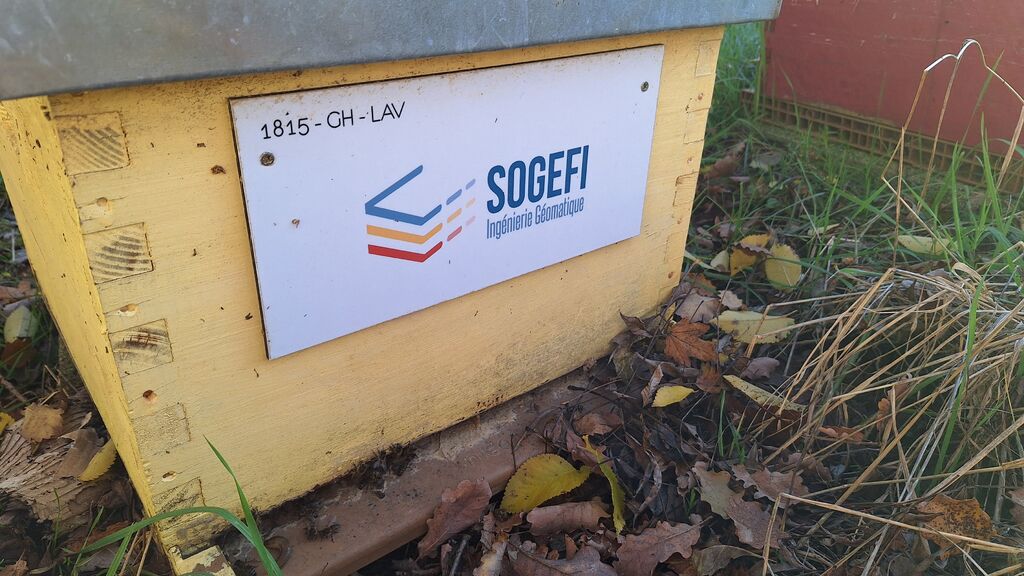 1815 - GH - LAV
SOGEFI
Ingénierie Géomatique